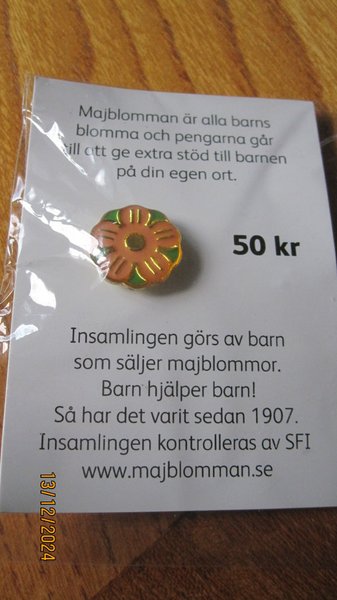 Majblomman är alla barns
blomma och pengarna går
till att ge extra stöd till barnen
på din egen ort.
50 kr
Insamlingen görs av barn
som säljer majblommor.
Barn hjälper barn!
Så har det varit sedan 1907.
Insamlingen kontrolleras av SFI
www.majblomman.se
13/12/2024